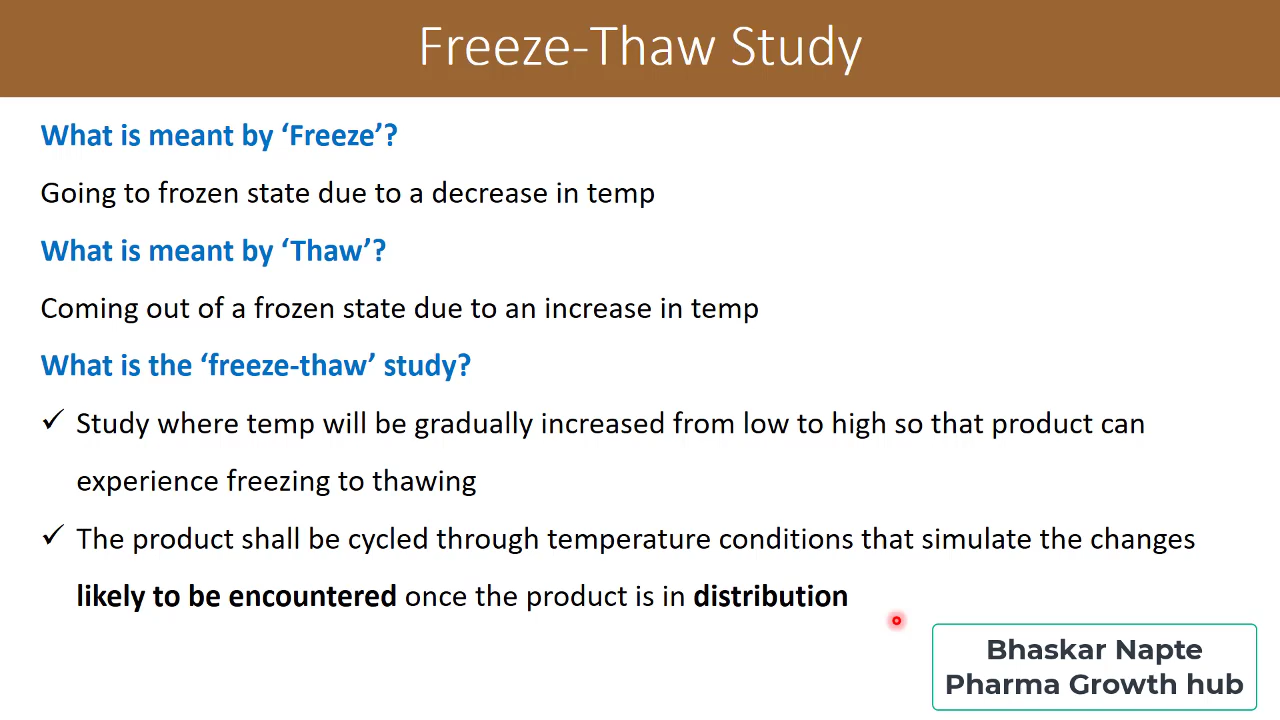 Freeze-Thaw Study
What is meant by ‘Freeze’?
Going to frozen state due to a decrease in temp
What is meant by ‘Thaw’?
Coming out of a frozen state due to an increase in temp
What is the ‘freeze-thaw’ study?
✓ Study where temp will be gradually increased from low to high so that product can
experience freezing to thawing
✓ The product shall be cycled through temperature conditions that simulate the changes
likely to be encountered once the product is in distribution
Bhaskar Napte
Pharma Growth hub